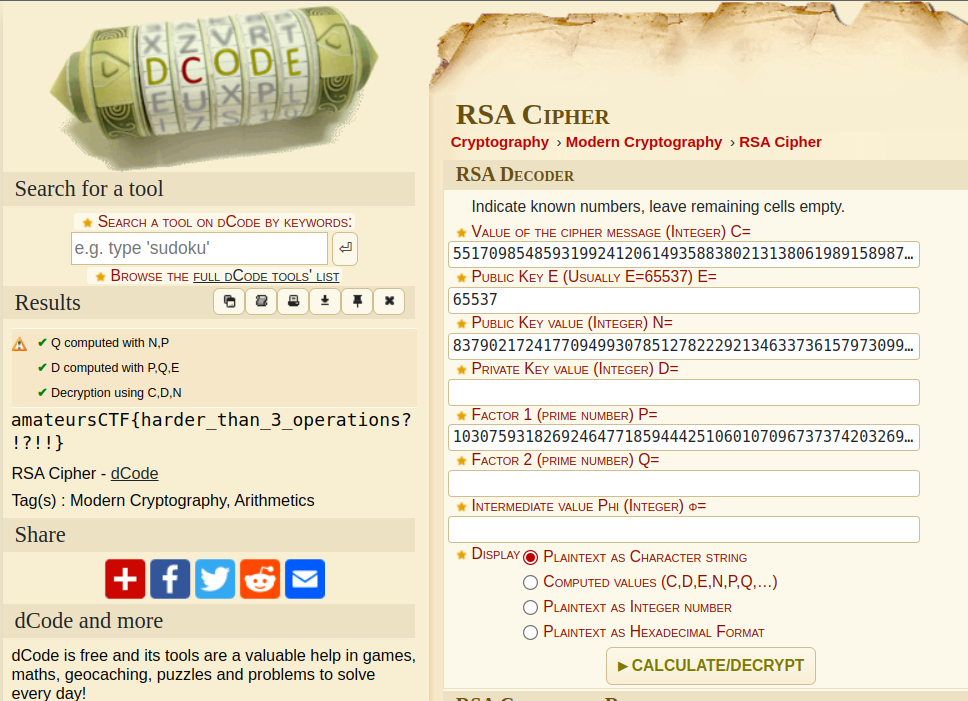 X Z V R T
D C O D E
E U X P L
Search for a tool
★ Search a tool on dCode by keywords:
e.g. type 'sudoku'
★ Browse the full dCode tools' list
Results
✔ Q computed with N,P
✔ D computed with P,Q,E
✔ Decryption using C,D,N
amateursCTF{harder_than_3_operations?
!?!!}
RSA Cipher - dCode
Tag(s) : Modern Cryptography, Arithmetics
Share
dCode and more
dCode is free and its tools are a valuable help in games,
maths, geocaching, puzzles and problems to solve
every day!
RSA Cipher
Cryptography › Modern Cryptography › RSA Cipher
RSA Decoder
Indicate known numbers, leave remaining cells empty.
★ Value of the cipher message (Integer) C=
5517098548593199241206149358838021313806198915898​7…
★ Public Key E (Usually E=65537) E=
65537
★ Public Key value (Integer) N=
83790217241770949930785127822292134633736157973099…
★ Private Key value (Integer) D=
★ Factor 1 (prime number) P=
10307593182692464771859444251060107096737374203269…
★ Factor 2 (prime number) Q=
★ Intermediate value Phi (Integer) Φ=
★ Display Plaintext as Character string
Computed values (C,D,E,N,P,Q,…)
Plaintext as Integer number
Plaintext as Hexadecimal Format
▶ CALCULATE/DECRYPT